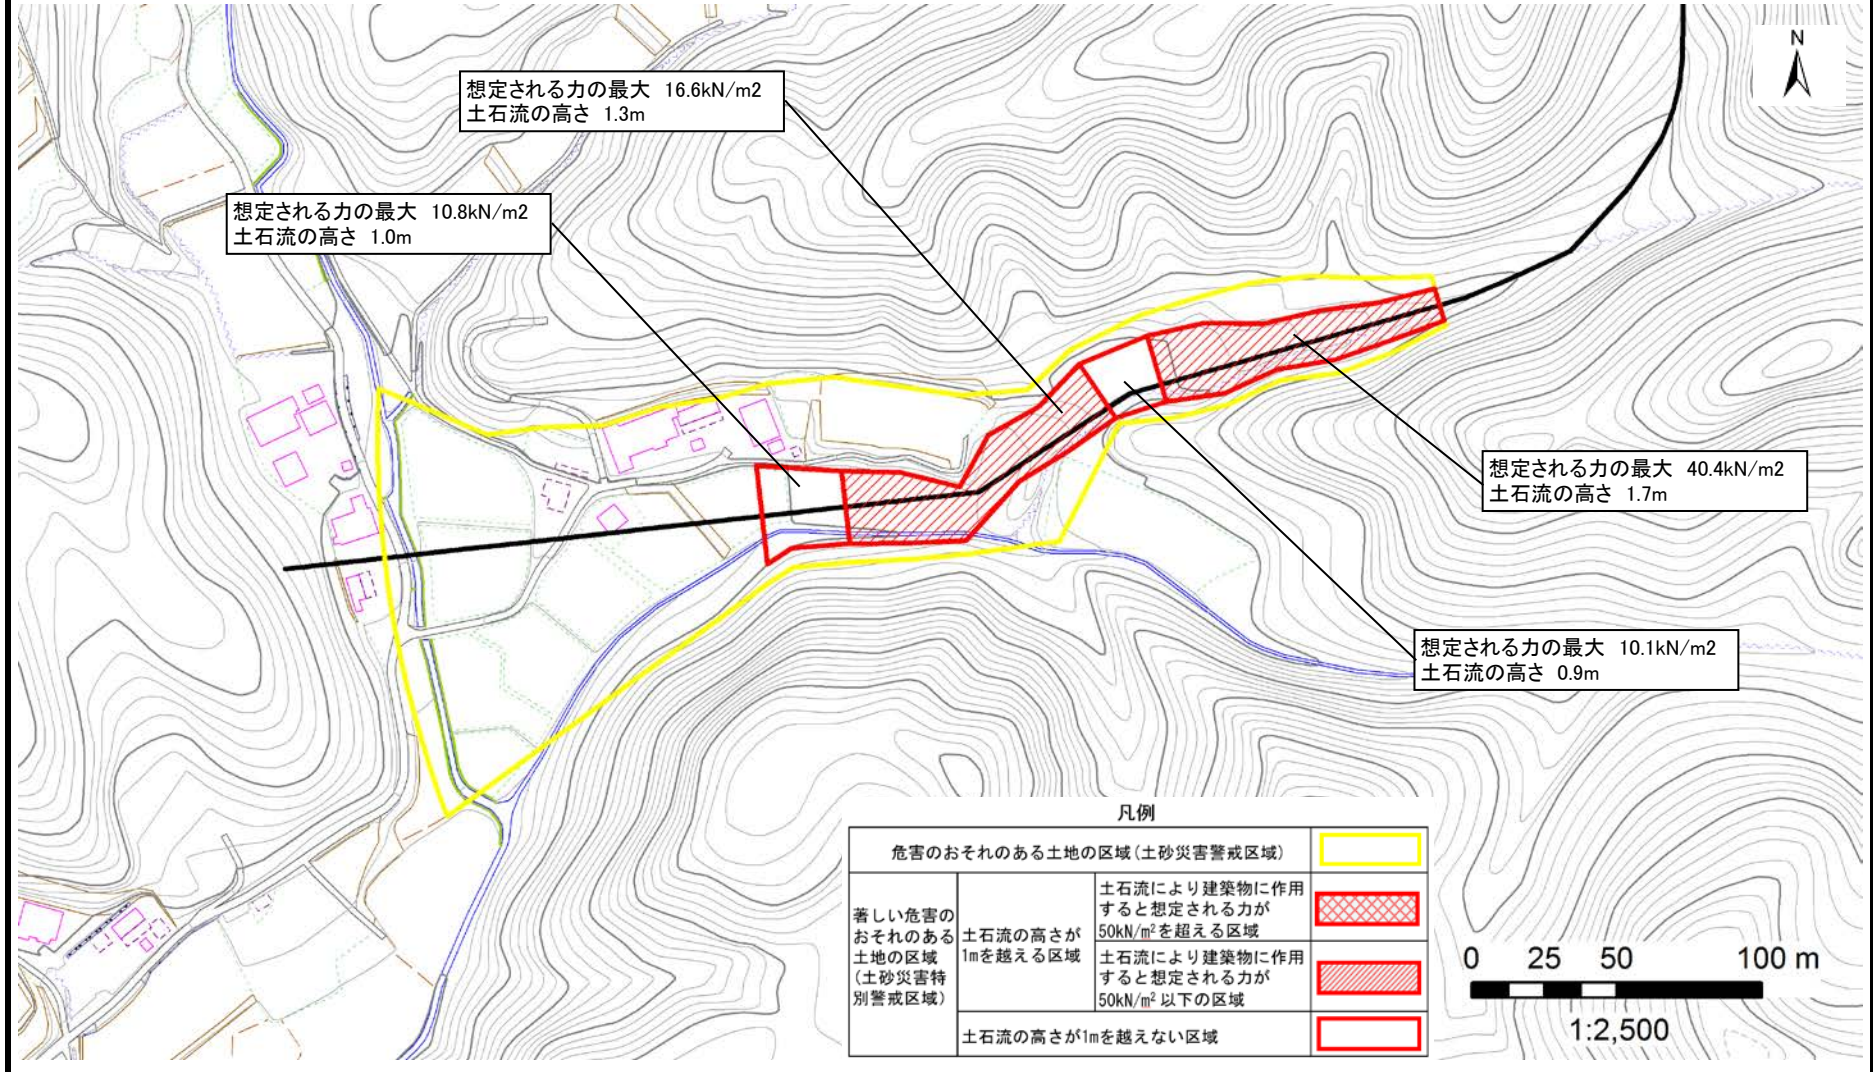 N
想定される力の最大 16.6kN/m2
土石流の高さ 1.3m
想定される力の最大 10.8kN/m2
土石流の高さ 1.0m
想定される力の最大 40.4kN/m2
土石流の高さ 1.7m
想定される力の最大 10.1kN/m2
土石流の高さ 0.9m
凡例
危害のおそれのある土地の区域(土砂災害警戒区域)
著しい危害の
おそれのある
土地の区域
(土砂災害特
別警戒区域)
土石流の高さが
1mを越える区域
土石流により建築物に作用
すると想定される力が
50kN/m²を超える区域
土石流により建築物に作用
すると想定される力が
50kN/m² 以下の区域
土石流の高さが1mを越えない区域
0 25 50 100 m
1:2,500